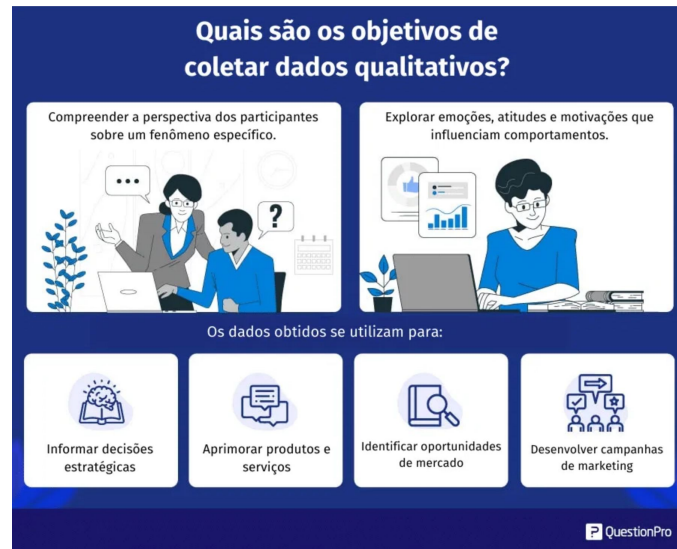 Quais são os objetivos de
coletar dados qualitativos?
Compreender a perspectiva dos participantes
sobre um fenômeno específico.
Explorar emoções, atitudes e motivações que
influenciam comportamentos.
?
Os dados obtidos se utilizam para:
Informar decisões
estratégicas
Aprimorar produtos e
serviços
Identificar oportunidades
de mercado
Desenvolver campanhas
de marketing
QuestionPro